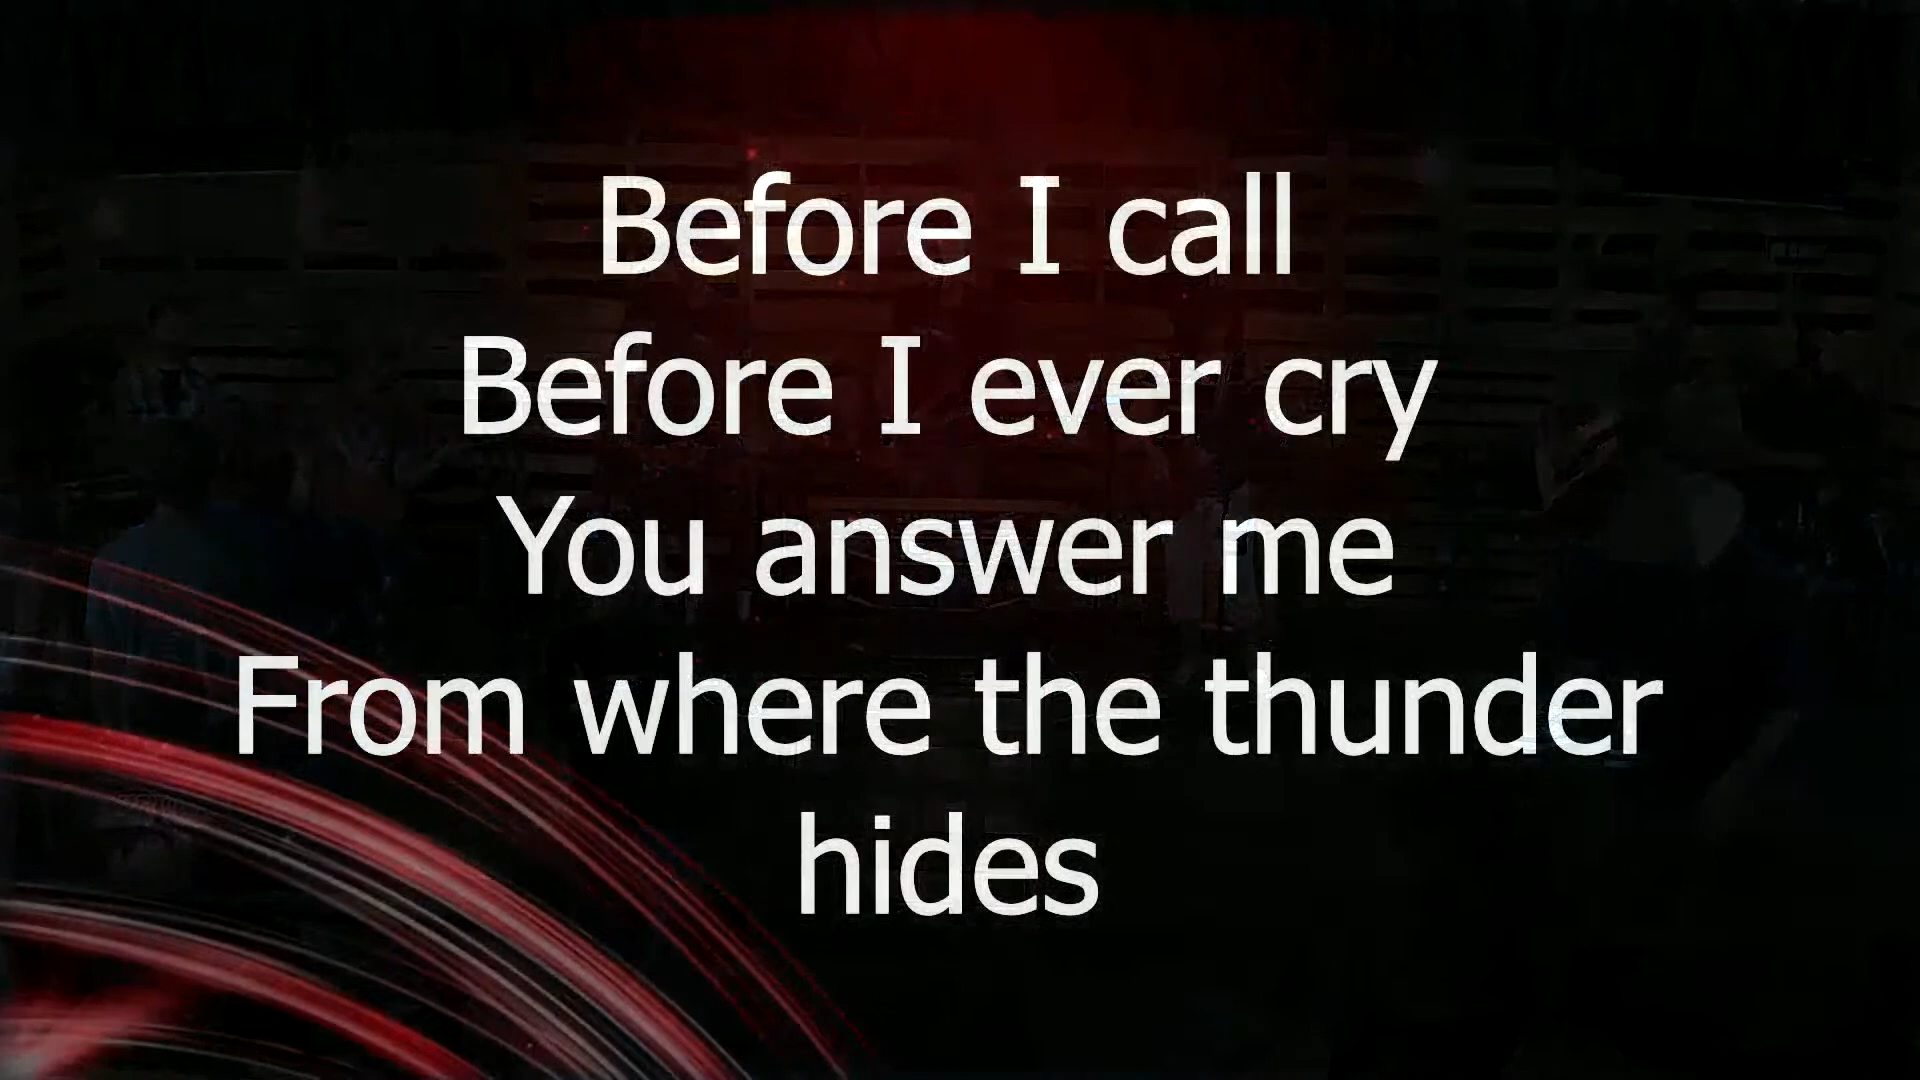 Before I call
Before I ever cry
You answer me
From where the thunder
hides